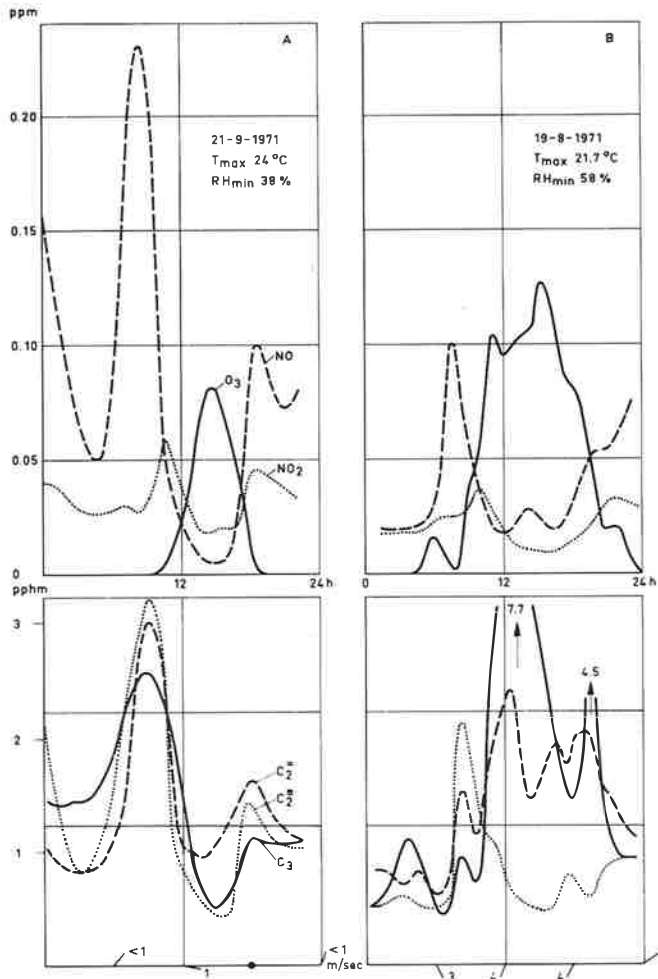 ppm
A
B
0.20
21-9-1971
Tmax 24 °C
RHmin 38 %
19-8-1971
Tmax 21.7 °C
RHmin 58 %
0.15
0.10
NO
O3
0.05
NO2
0
12
24h
0
12
24 h
pphm
3
7.7
4.5
2
C2=
C2≡
C3
1
<1
1
<1
m/sec